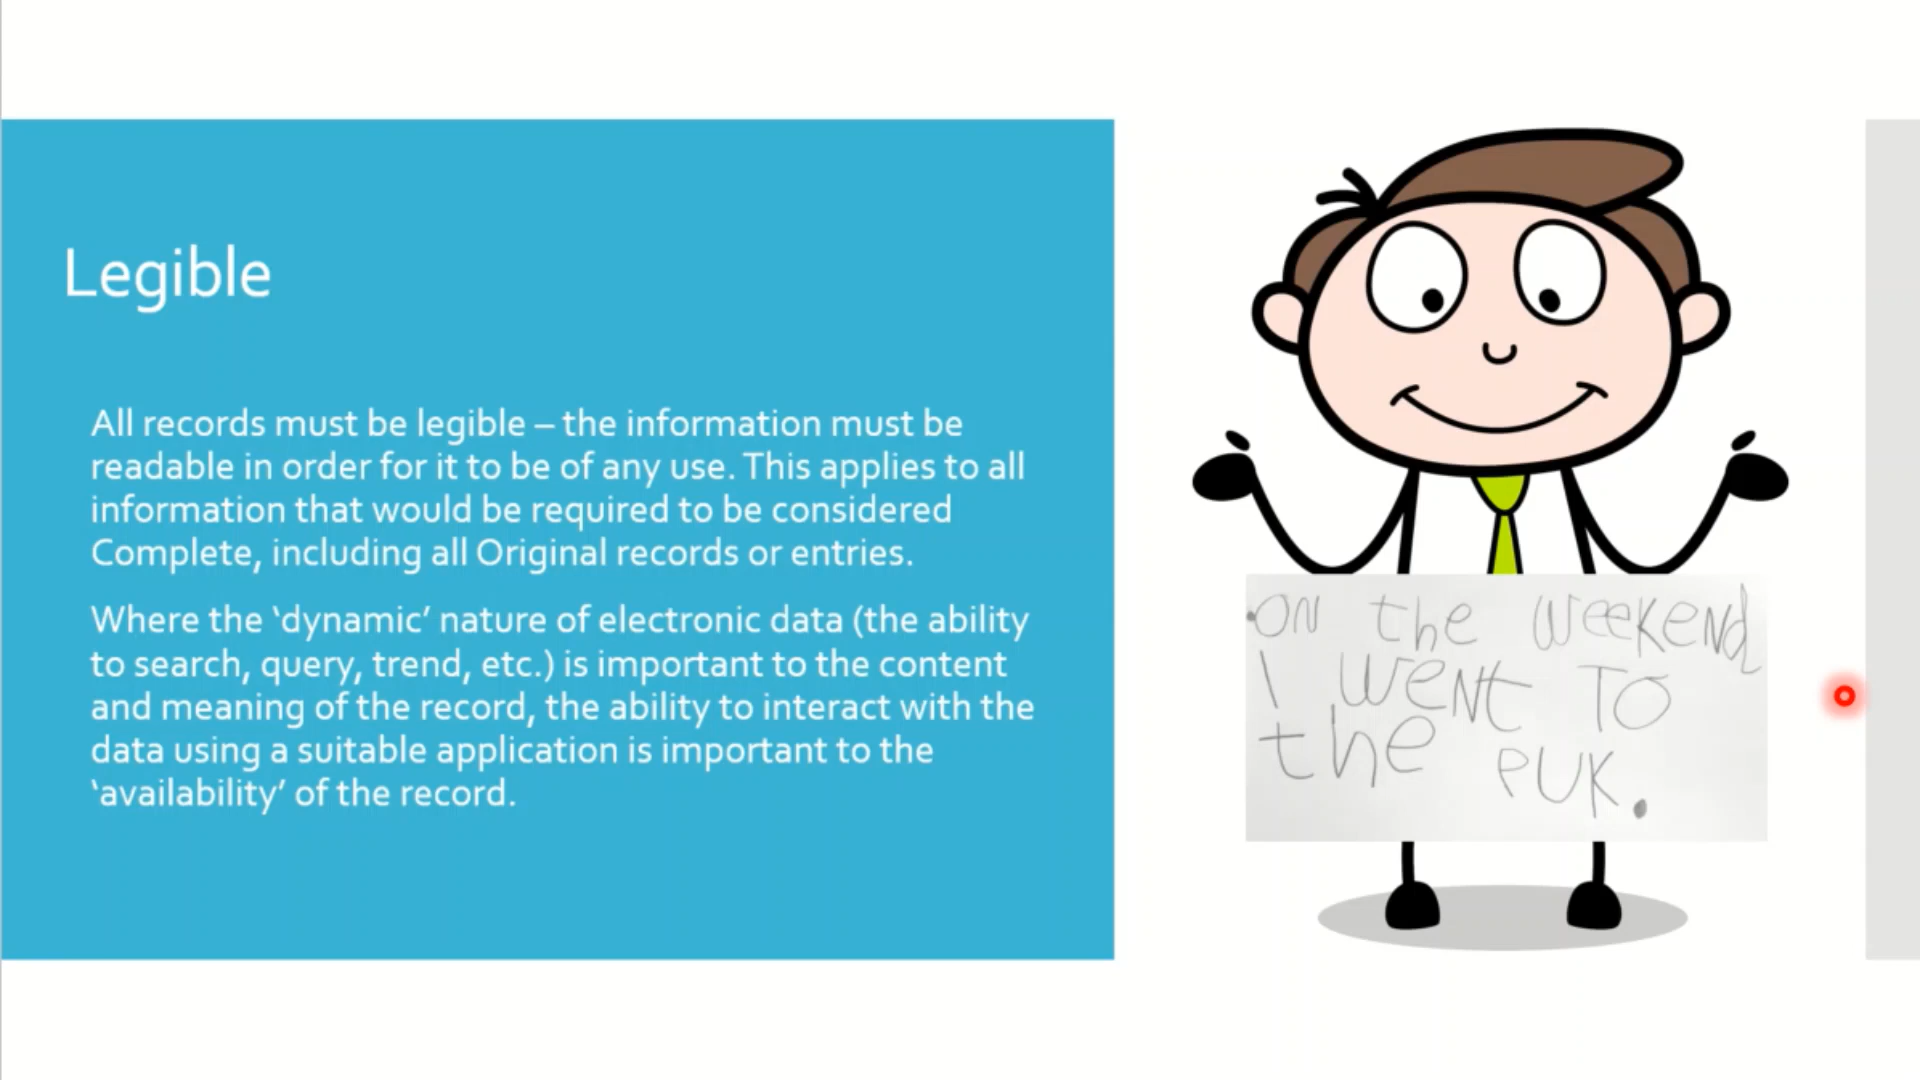 Legible
All records must be legible – the information must be
readable in order for it to be of any use. This applies to all
information that would be required to be considered
Complete, including all Original records or entries.
Where the ‘dynamic’ nature of electronic data (the ability
to search, query, trend, etc.) is important to the content
and meaning of the record, the ability to interact with the
data using a suitable application is important to the
‘availability’ of the record.
.ON the WeekeNd
I WeNt TO
the PUK.